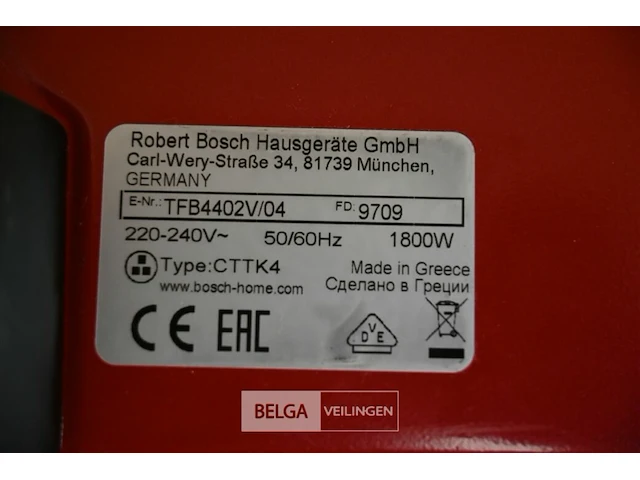 Robert Bosch Hausgeräte GmbH
Carl-Wery-Straße 34, 81739 München,
GERMANY
E-Nr.: TFB4402V/04 FD: 9709
220-240V~ 50/60Hz 1800W
Type:CTTK4 Made in Greece
www.bosch-home.com Сделано в Греции
CE EAC DVE
BELGA VEILINGEN